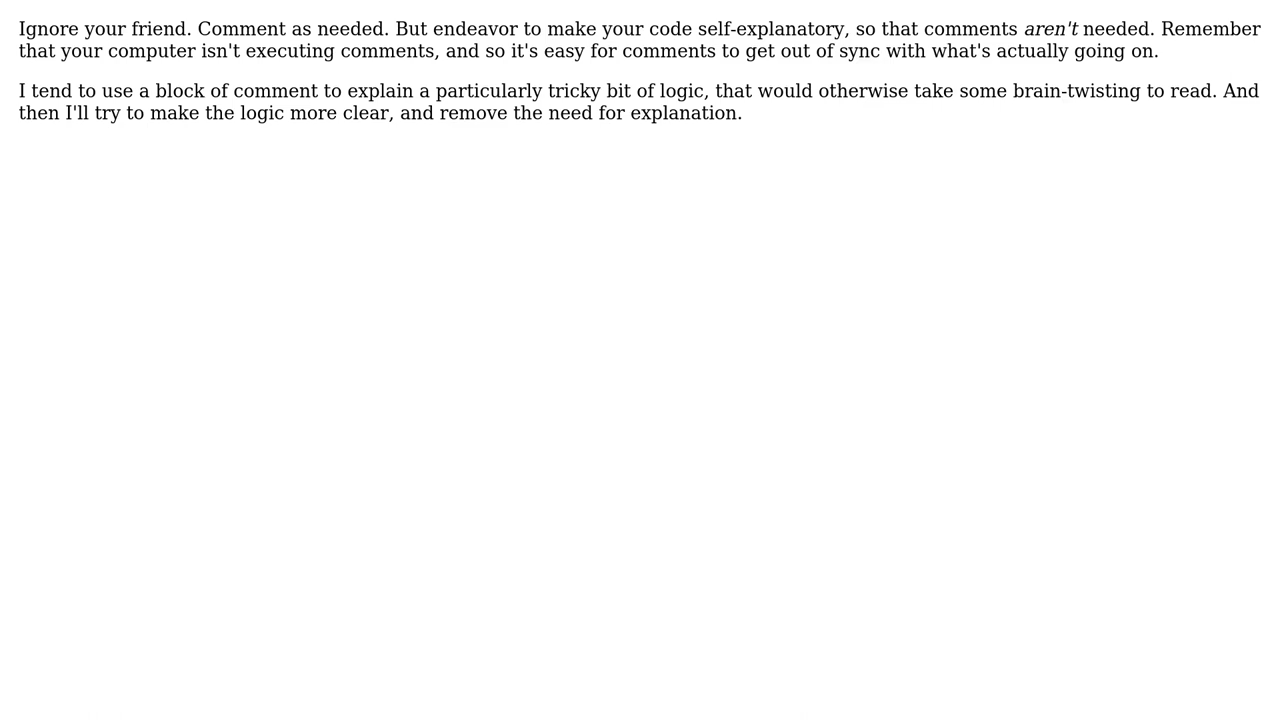 Ignore your friend. Comment as needed. But endeavor to make your code self-explanatory, so that comments aren't needed. Remember
that your computer isn't executing comments, and so it's easy for comments to get out of sync with what's actually going on.
I tend to use a block of comment to explain a particularly tricky bit of logic, that would otherwise take some brain-twisting to read. And
then I'll try to make the logic more clear, and remove the need for explanation.